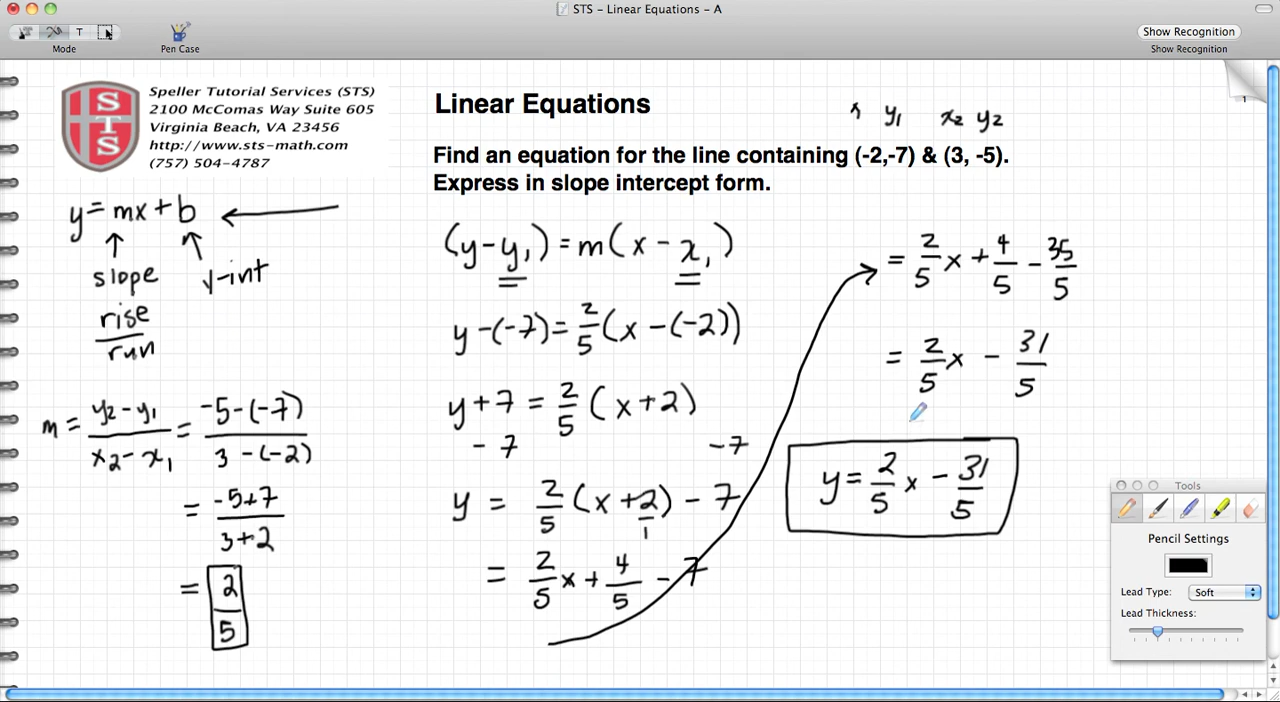 STS - Linear Equations - A
T
Mode
Pen Case
Show Recognition
Show Recognition
STS
Speller Tutorial Services (STS)
2100 McComas Way Suite 605
Virginia Beach, VA 23456
http://www.sts-math.com
(757) 504-4787
1
Linear Equations
y₁ x₂ y₂
Find an equation for the line containing (-2,-7) & (3, -5).
Express in slope intercept form.
y = mx + b
slope y-int
rise
run
m = (y₂ - y₁)/(x₂ - x₁) = (-5 - (-7))/(3 - (-2))
= (-5+7)/(3+2)
= 2/5
(y - y₁) = m(x - x₁)
y - (-7) = 2/5 (x - (-2))
y + 7 = 2/5 (x + 2)
- 7 - 7
y = 2/5 (x + 2/1) - 7
= 2/5 x + 4/5 - 7
= 2/5 x + 4/5 - 35/5
= 2/5 x - 31/5
y = 2/5 x - 31/5
Tools
Pencil Settings
Lead Type: Soft
Lead Thickness: